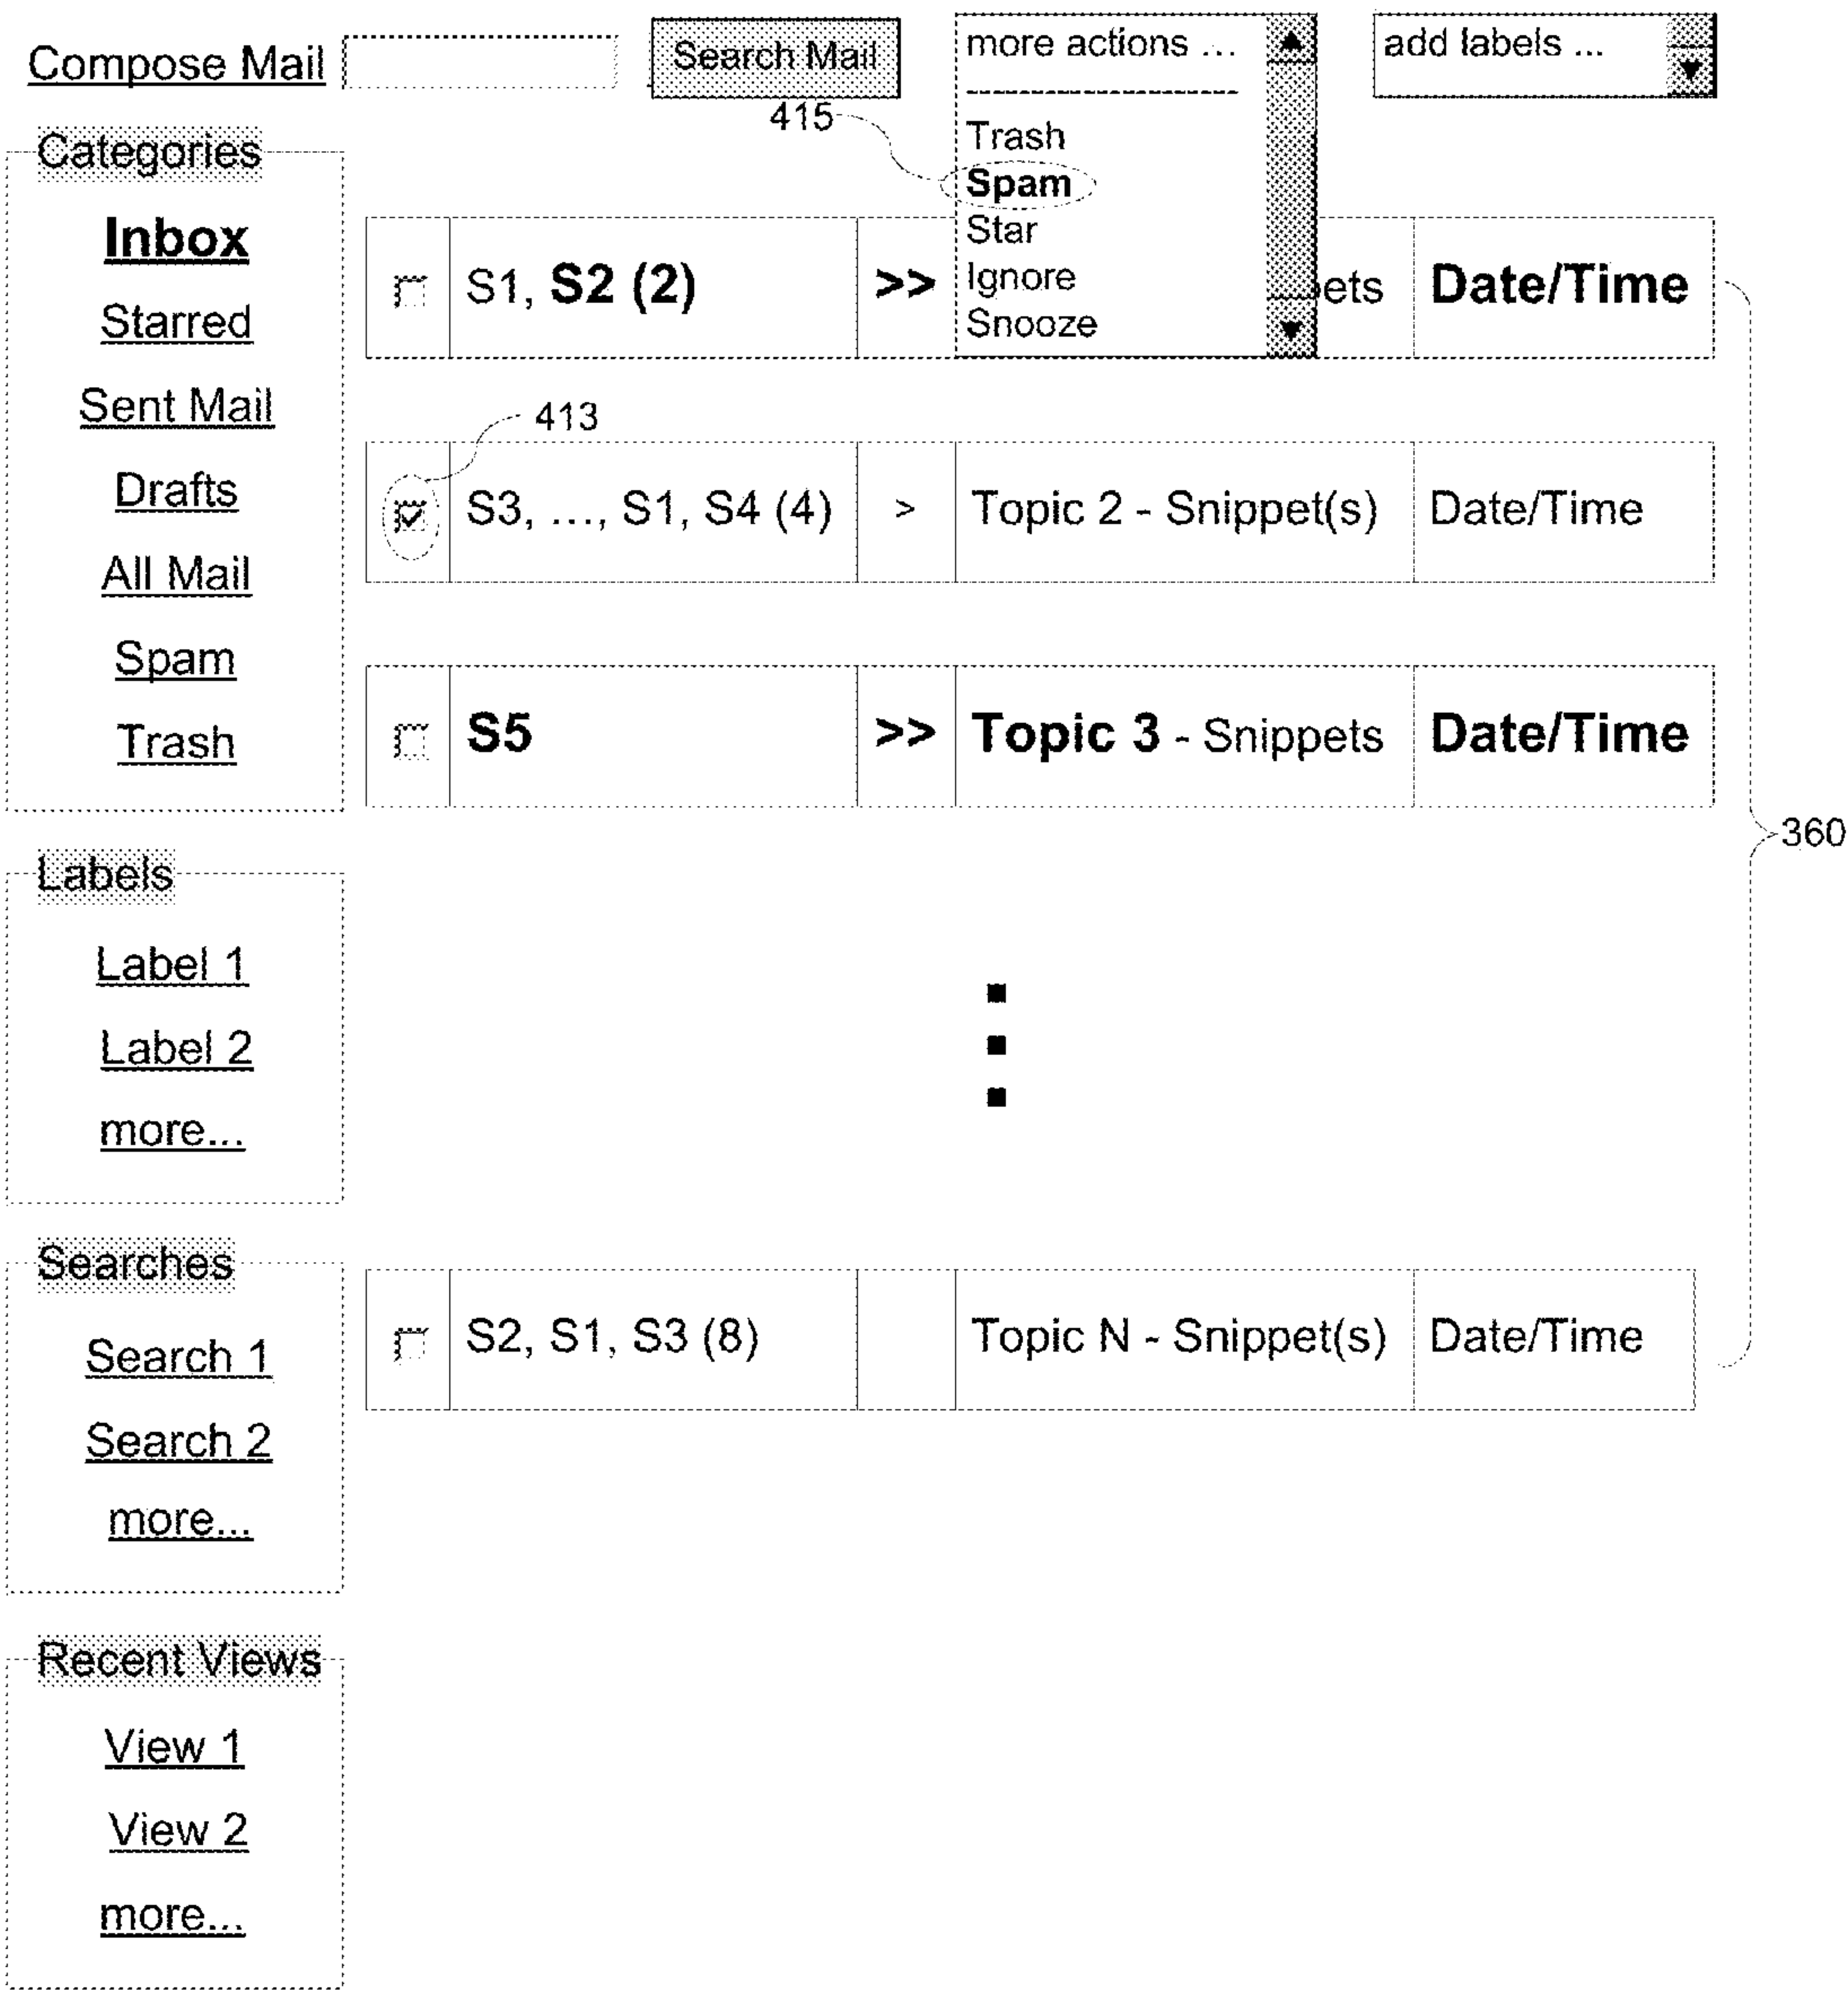 Compose Mail
Search Mail
more actions ...
add labels ...
415
Trash
Spam
Star
Ignore
Snooze
Categories
Inbox
Starred
Sent Mail
Drafts
All Mail
Spam
Trash
S1, S2 (2) >> ets Date/Time
413
S3, ..., S1, S4 (4) > Topic 2 - Snippet(s) Date/Time
S5 >> Topic 3 - Snippets Date/Time
360
Labels
Label 1
Label 2
more...
Searches
Search 1
Search 2
more...
S2, S1, S3 (8) Topic N - Snippet(s) Date/Time
Recent Views
View 1
View 2
more...